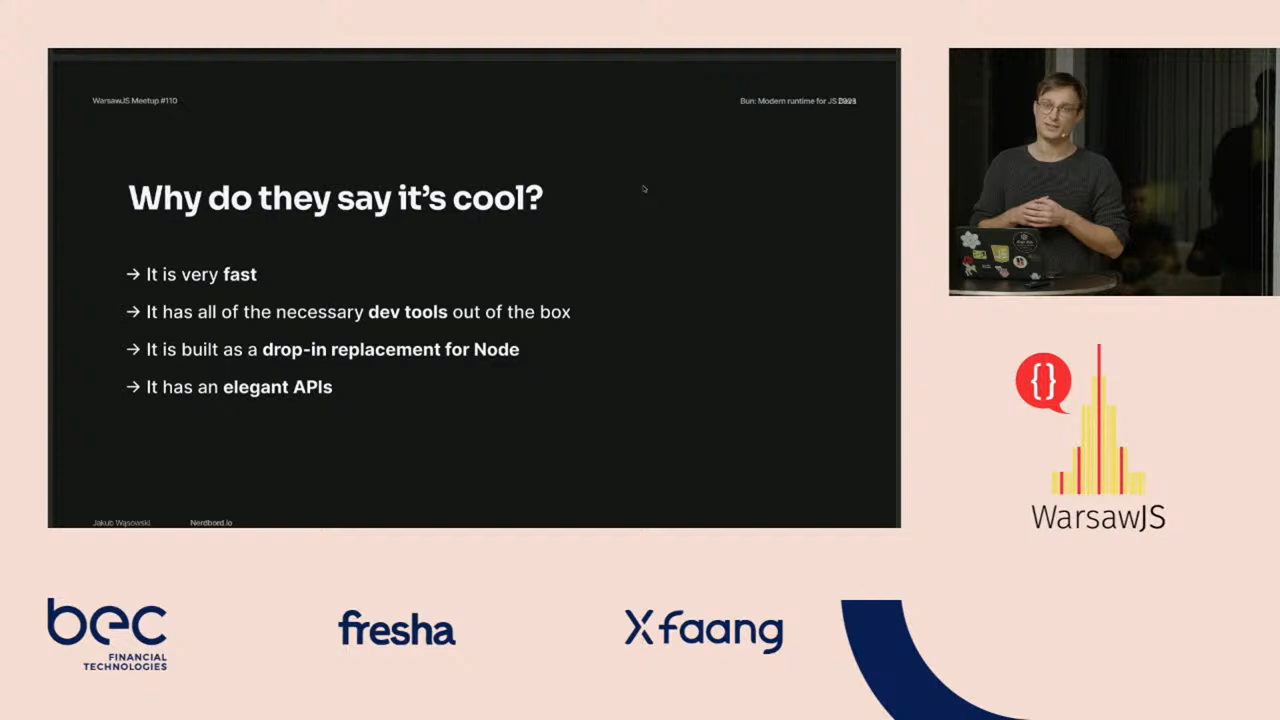 WarsawJS Meetup #110
Bun: Modern runtime for JS
Why do they say it's cool?
→ It is very fast
→ It has all of the necessary dev tools out of the box
→ It is built as a drop-in replacement for Node
→ It has an elegant APIs
Jakub Wąsowski
Nerdbord.io
{}
WarsawJS
bec
FINANCIAL
TECHNOLOGIES
fresha
Xfaang